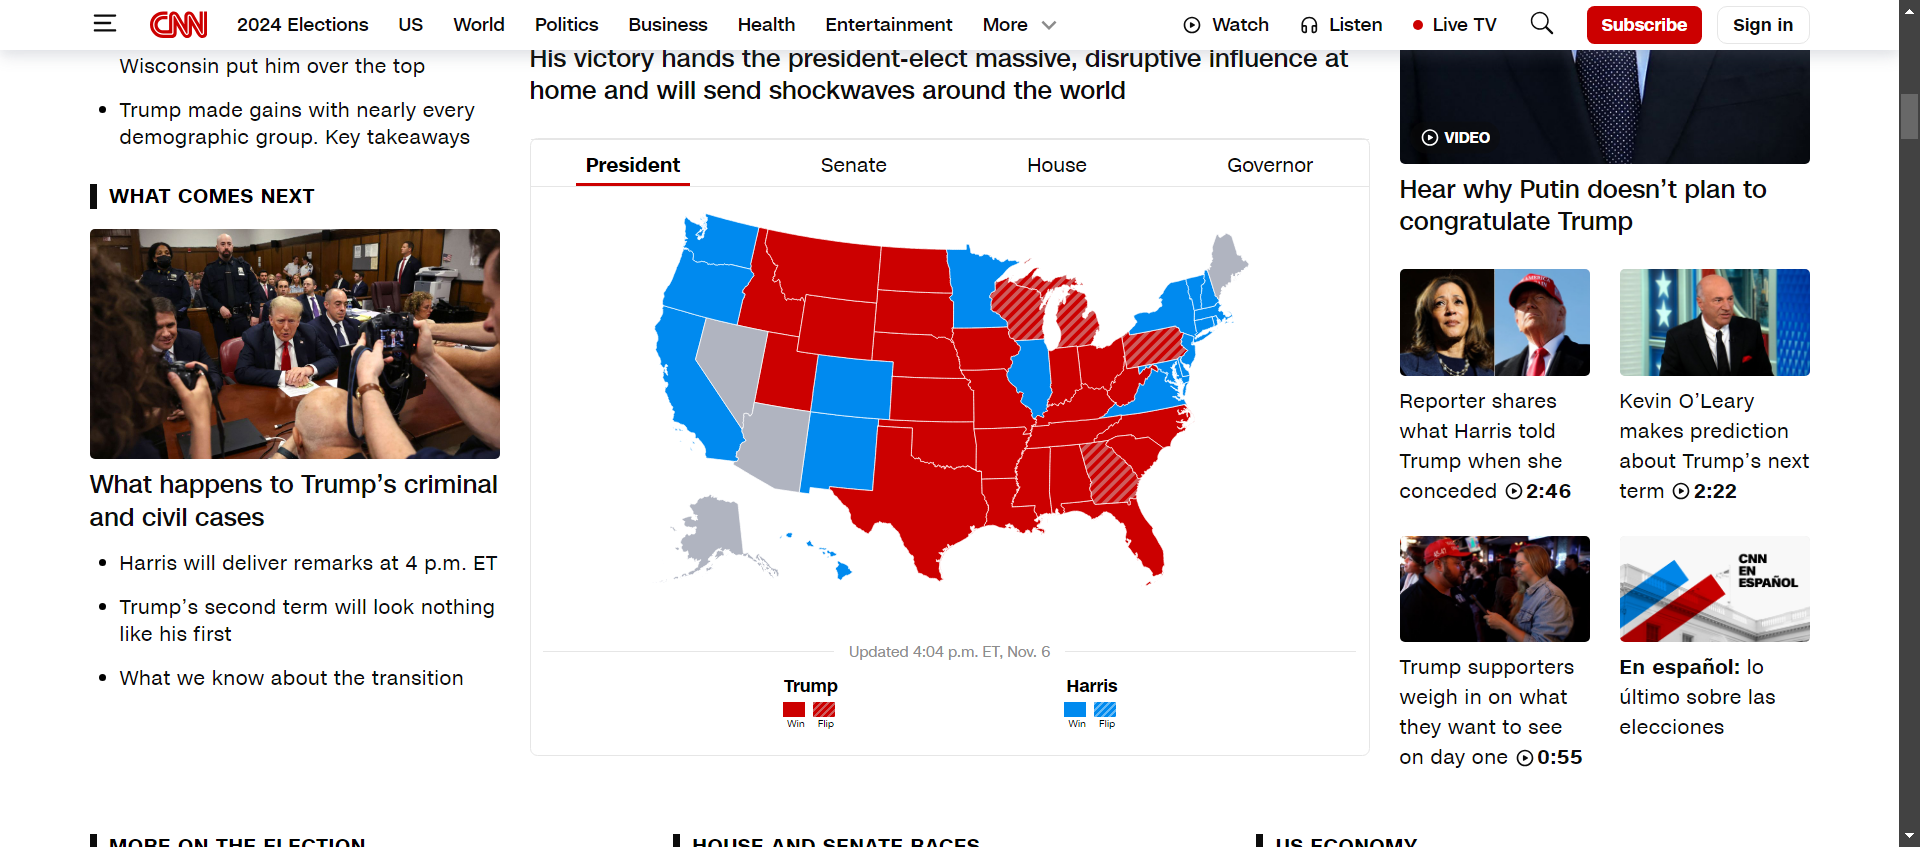 CNN
2024 Elections
US
World
Politics
Business
Health
Entertainment
More
Watch
Listen
Live TV
Subscribe
Sign in
Wisconsin put him over the top
Trump made gains with nearly every
demographic group. Key takeaways
WHAT COMES NEXT
What happens to Trump’s criminal
and civil cases
Harris will deliver remarks at 4 p.m. ET
Trump’s second term will look nothing
like his first
What we know about the transition
His victory hands the president-elect massive, disruptive influence at
home and will send shockwaves around the world
President
Senate
House
Governor
Updated 4:04 p.m. ET, Nov. 6
Trump
Win
Flip
Harris
Win
Flip
VIDEO
Hear why Putin doesn’t plan to
congratulate Trump
Reporter shares
what Harris told
Trump when she
conceded 2:46
Kevin O’Leary
makes prediction
about Trump’s next
term 2:22
Trump supporters
weigh in on what
they want to see
on day one 0:55
CNN
EN
ESPAÑOL
En español: lo
último sobre las
elecciones
MORE ON THE ELECTION
HOUSE AND SENATE RACES
US ECONOMY